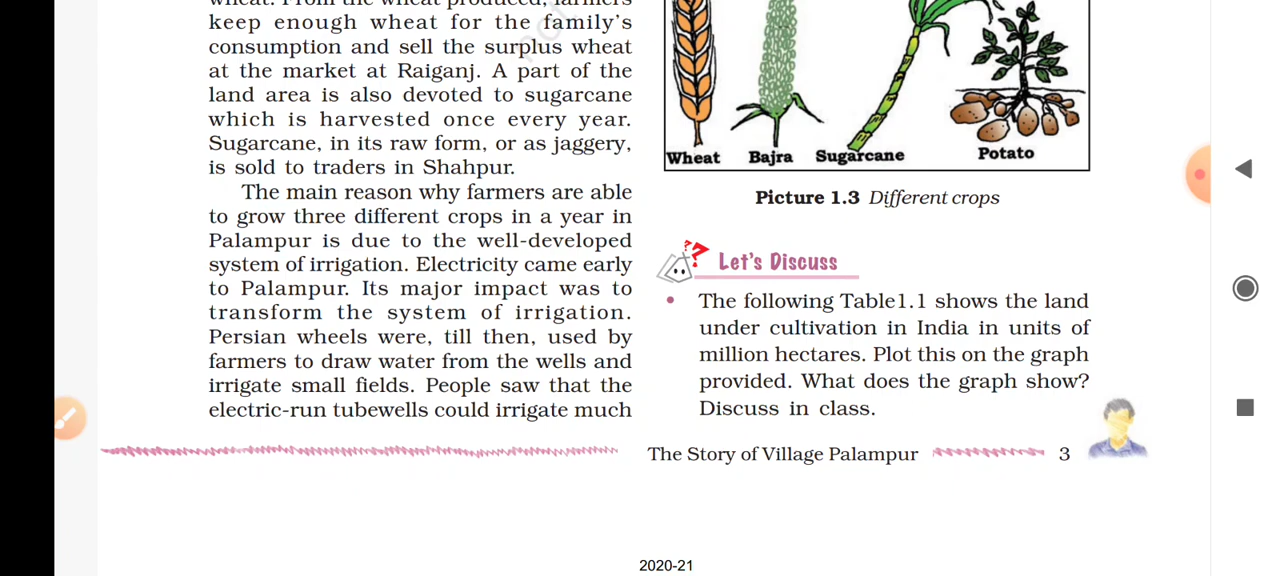 wheat. From the wheat produced, farmers
keep enough wheat for the family's
consumption and sell the surplus wheat
at the market at Raiganj. A part of the
land area is also devoted to sugarcane
which is harvested once every year.
Sugarcane, in its raw form, or as jaggery,
is sold to traders in Shahpur.
The main reason why farmers are able
to grow three different crops in a year in
Palampur is due to the well-developed
system of irrigation. Electricity came early
to Palampur. Its major impact was to
transform the system of irrigation.
Persian wheels were, till then, used by
farmers to draw water from the wells and
irrigate small fields. People saw that the
electric-run tubewells could irrigate much
Wheat Bajra Sugarcane Potato
Picture 1.3 Different crops
??
Let's Discuss
• The following Table1.1 shows the land
under cultivation in India in units of
million hectares. Plot this on the graph
provided. What does the graph show?
Discuss in class.
The Story of Village Palampur 3
2020-21